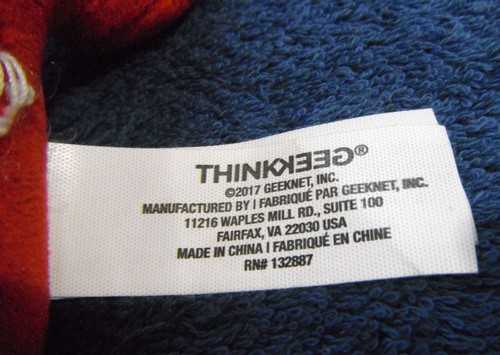 THINKGEEK®
©2017 GEEKNET, INC.
MANUFACTURED BY | FABRIQUÉ PAR GEEKNET, INC.
11216 WAPLES MILL RD., SUITE 100
FAIRFAX, VA 22030 USA
MADE IN CHINA | FABRIQUÉ EN CHINE
RN# 132887